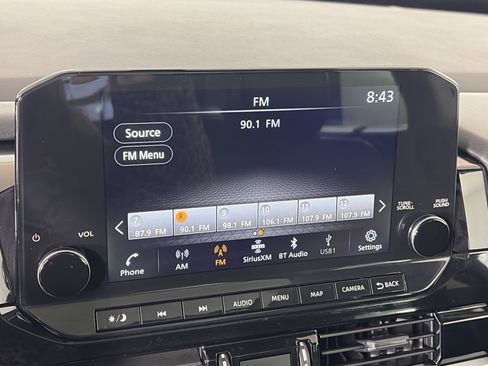 FM
8:43
90.1 FM
Source
FM Menu
7 8 9 10 11 12
87.9 FM 90.1 FM 98.1 FM 106.1 FM 107.9 FM 107.9 FM
Phone AM FM SiriusXM BT Audio USB1 Settings
VOL
TUNE-
SCROLL
PUSH
SOUND
AUDIO MENU MAP CAMERA BACK